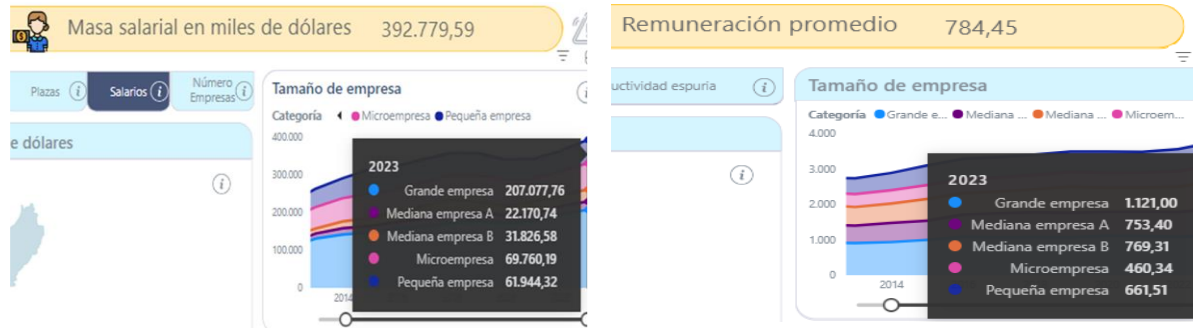 Masa salarial en miles de dólares 392.779,59
Plazas
Salarios
Número
Empresas
e dólares
Tamaño de empresa
Categoría Microempresa Pequeña empresa
400.000
300.000
200.000
100.000
0
2014
2023
Grande empresa 207.077,76
Mediana empresa A 22.170,74
Mediana empresa B 31.826,58
Microempresa 69.760,19
Pequeña empresa 61.944,32
Remuneración promedio 784,45
uctividad espuria
Tamaño de empresa
Categoría Grande e... Mediana ... Mediana ... Microem...
4.000
3.000
2.000
1.000
0
2014
2023
Grande empresa 1.121,00
Mediana empresa A 753,40
Mediana empresa B 769,31
Microempresa 460,34
Pequeña empresa 661,51